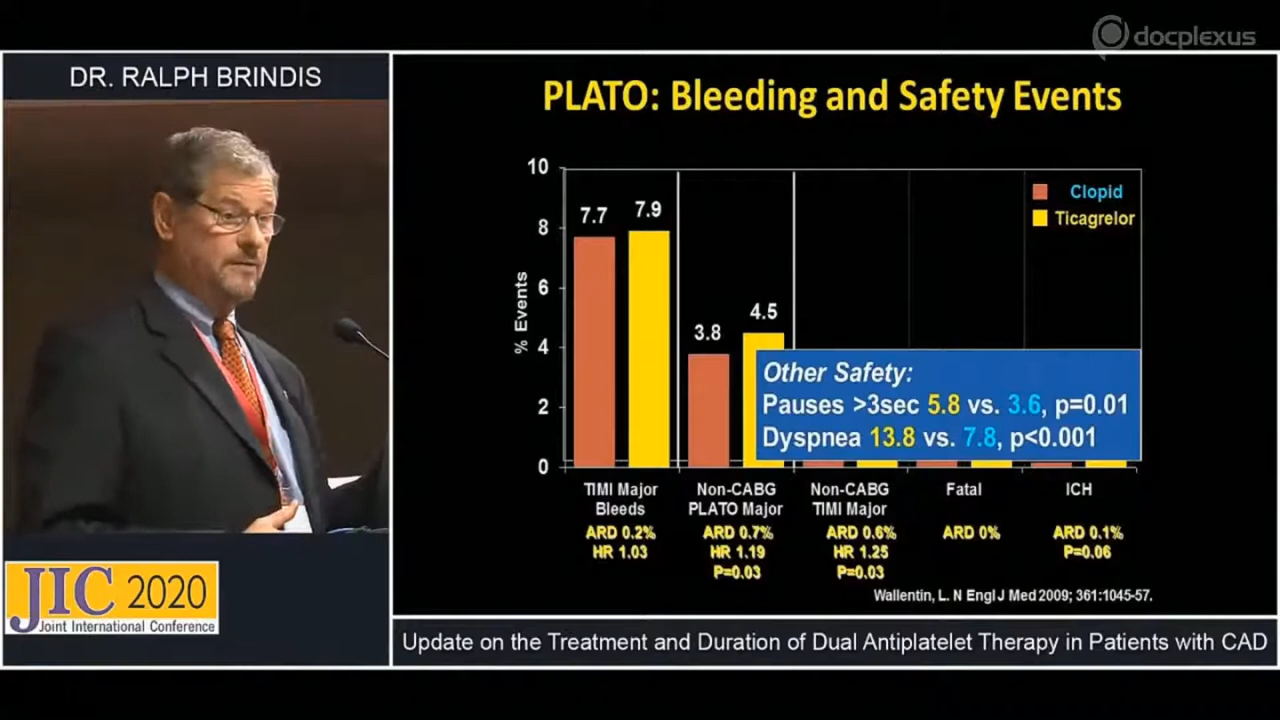 docplexus
DR. RALPH BRINDIS
PLATO: Bleeding and Safety Events
10
8
6
4
2
0
% Events
7.7
7.9
3.8
4.5
Clopid
Ticagrelor
Other Safety:
Pauses >3sec 5.8 vs. 3.6, p=0.01
Dyspnea 13.8 vs. 7.8, p<0.001
TIMI Major
Bleeds
ARD 0.2%
HR 1.03
Non-CABG
PLATO Major
ARD 0.7%
HR 1.19
P=0.03
Non-CABG
TIMI Major
ARD 0.6%
HR 1.25
P=0.03
Fatal
ARD 0%
ICH
ARD 0.1%
P=0.06
Wallentin, L. N Engl J Med 2009; 361:1045-57.
JIC 2020
Joint International Conference
Update on the Treatment and Duration of Dual Antiplatelet Therapy in Patients with CAD